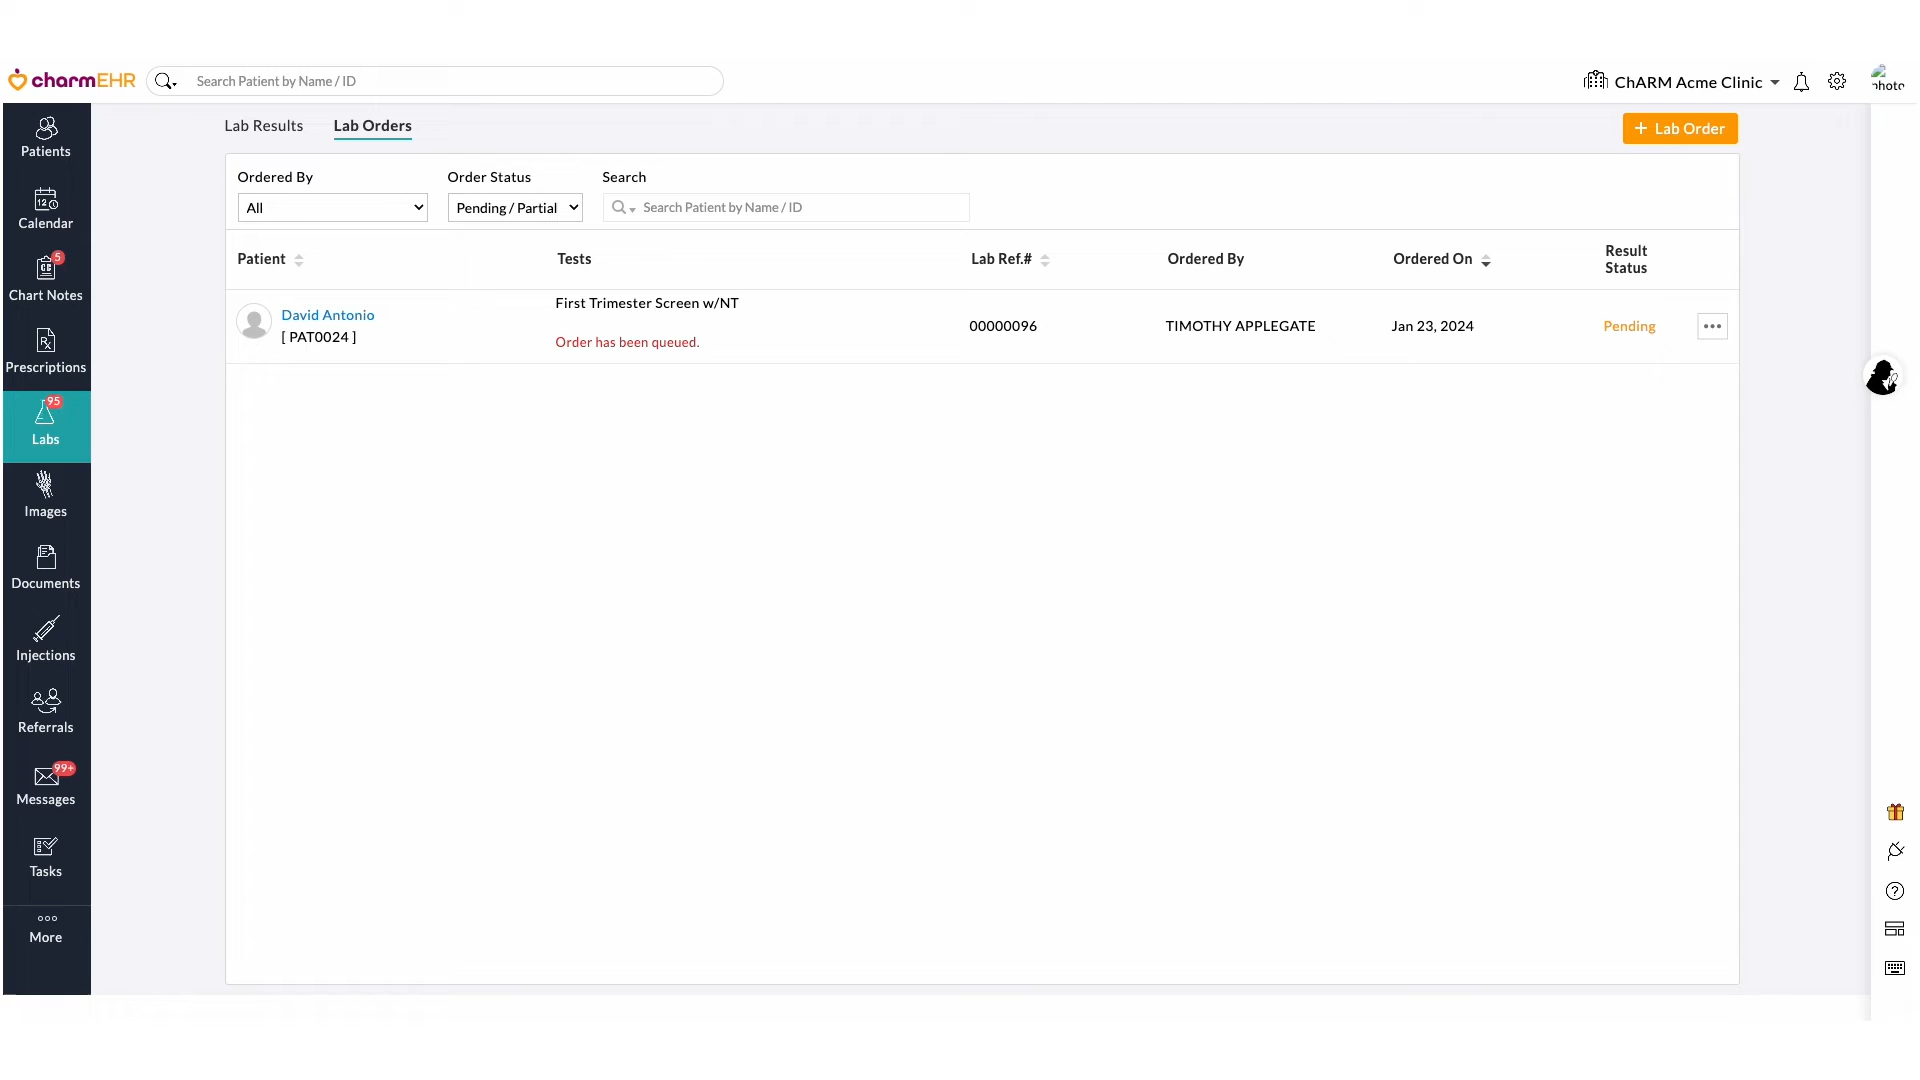 charmEHR
Search Patient by Name / ID
ChARM Acme Clinic
photo
Patients
12
Calendar
5
Chart Notes
Prescriptions
95
Labs
Images
Documents
Injections
Referrals
99+
Messages
Tasks
More
Lab Results
Lab Orders
+ Lab Order
Ordered By
Order Status
Search
All
Pending / Partial
Search Patient by Name / ID
Patient
Tests
Lab Ref.#
Ordered By
Ordered On
Result
Status
David Antonio
[ PAT0024 ]
First Trimester Screen w/NT
Order has been queued.
00000096
TIMOTHY APPLEGATE
Jan 23, 2024
Pending